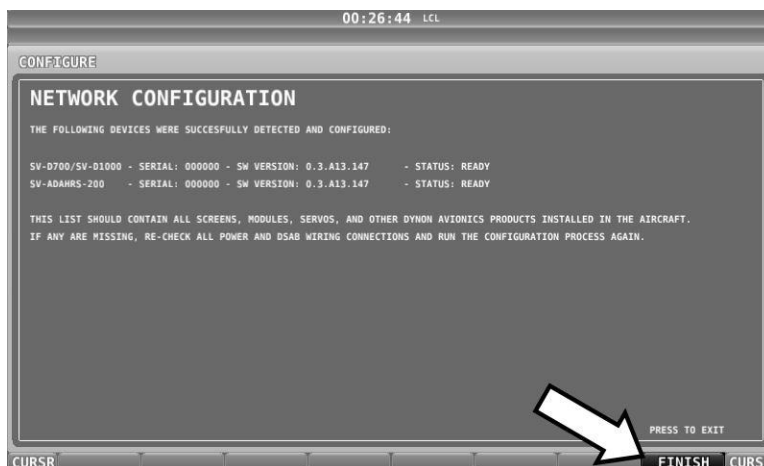 00:26:44 LCL
CONFIGURE
NETWORK CONFIGURATION
THE FOLLOWING DEVICES WERE SUCCESFULLY DETECTED AND CONFIGURED:
SV-D700/SV-D1000 - SERIAL: 000000 - SW VERSION: 0.3.A13.147 - STATUS: READY
SV-ADAHRS-200 - SERIAL: 000000 - SW VERSION: 0.3.A13.147 - STATUS: READY
THIS LIST SHOULD CONTAIN ALL SCREENS, MODULES, SERVOS, AND OTHER DYNON AVIONICS PRODUCTS INSTALLED IN THE AIRCRAFT.
IF ANY ARE MISSING, RE-CHECK ALL POWER AND DSAB WIRING CONNECTIONS AND RUN THE CONFIGURATION PROCESS AGAIN.
PRESS TO EXIT
CURSR FINISH CURS